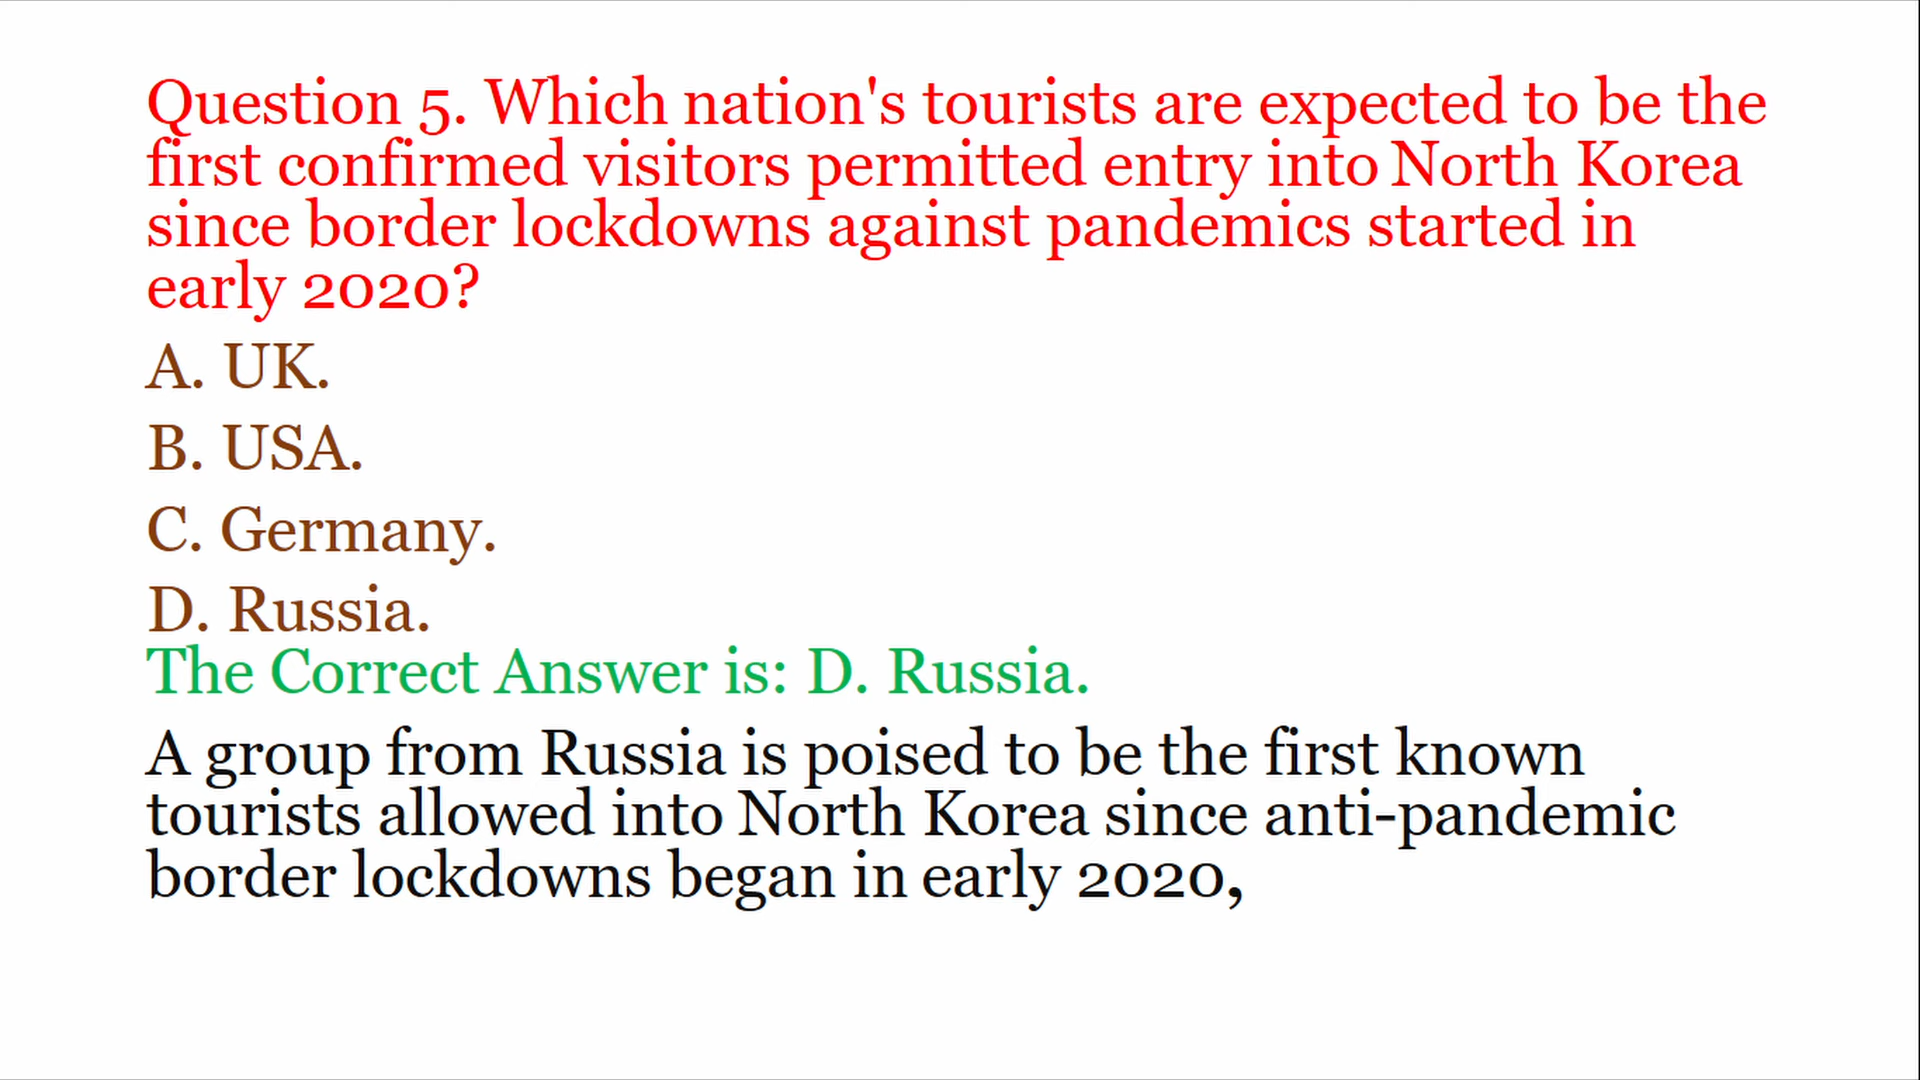 Question 5. Which nation's tourists are expected to be the
first confirmed visitors permitted entry into North Korea
since border lockdowns against pandemics started in
early 2020?
A. UK.
B. USA.
C. Germany.
D. Russia.
The Correct Answer is: D. Russia.
A group from Russia is poised to be the first known
tourists allowed into North Korea since anti-pandemic
border lockdowns began in early 2020,